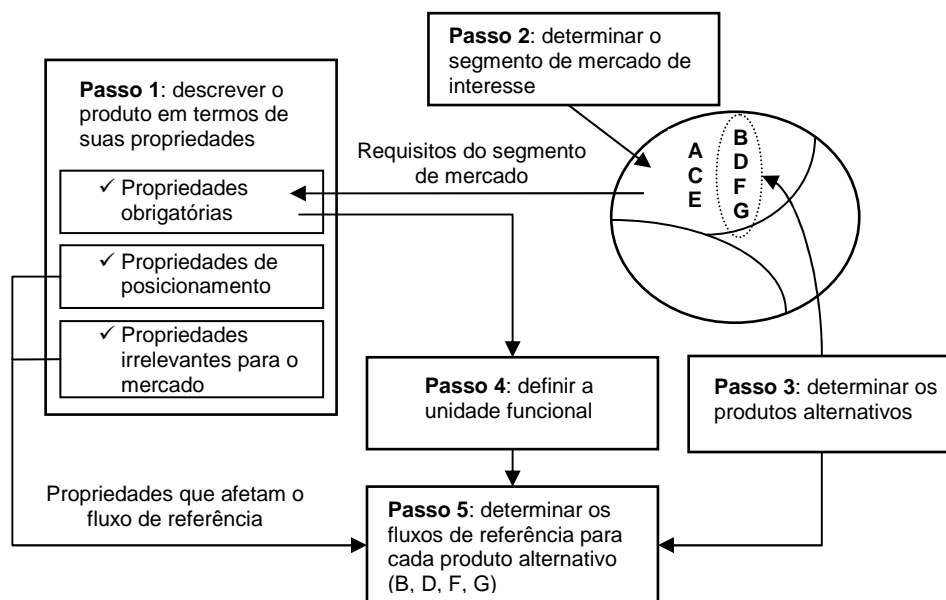 Passo 2: determinar o
segmento de mercado de
interesse
Passo 1: descrever o
produto em termos de
suas propriedades
✓ Propriedades
obrigatórias
✓ Propriedades de
posicionamento
✓ Propriedades
irrelevantes para o
mercado
Requisitos do segmento
de mercado
A
C
E
B
D
F
G
Passo 4: definir a
unidade funcional
Passo 3: determinar os
produtos alternativos
Propriedades que afetam o
fluxo de referência
Passo 5: determinar os
fluxos de referência para
cada produto alternativo
(B, D, F, G)